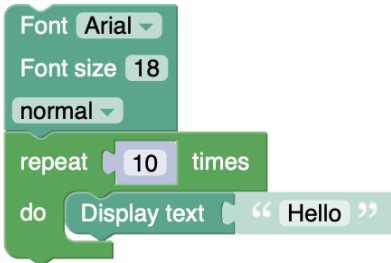 Font Arial
Font size 18
normal
repeat 10 times
do Display text “ Hello ”